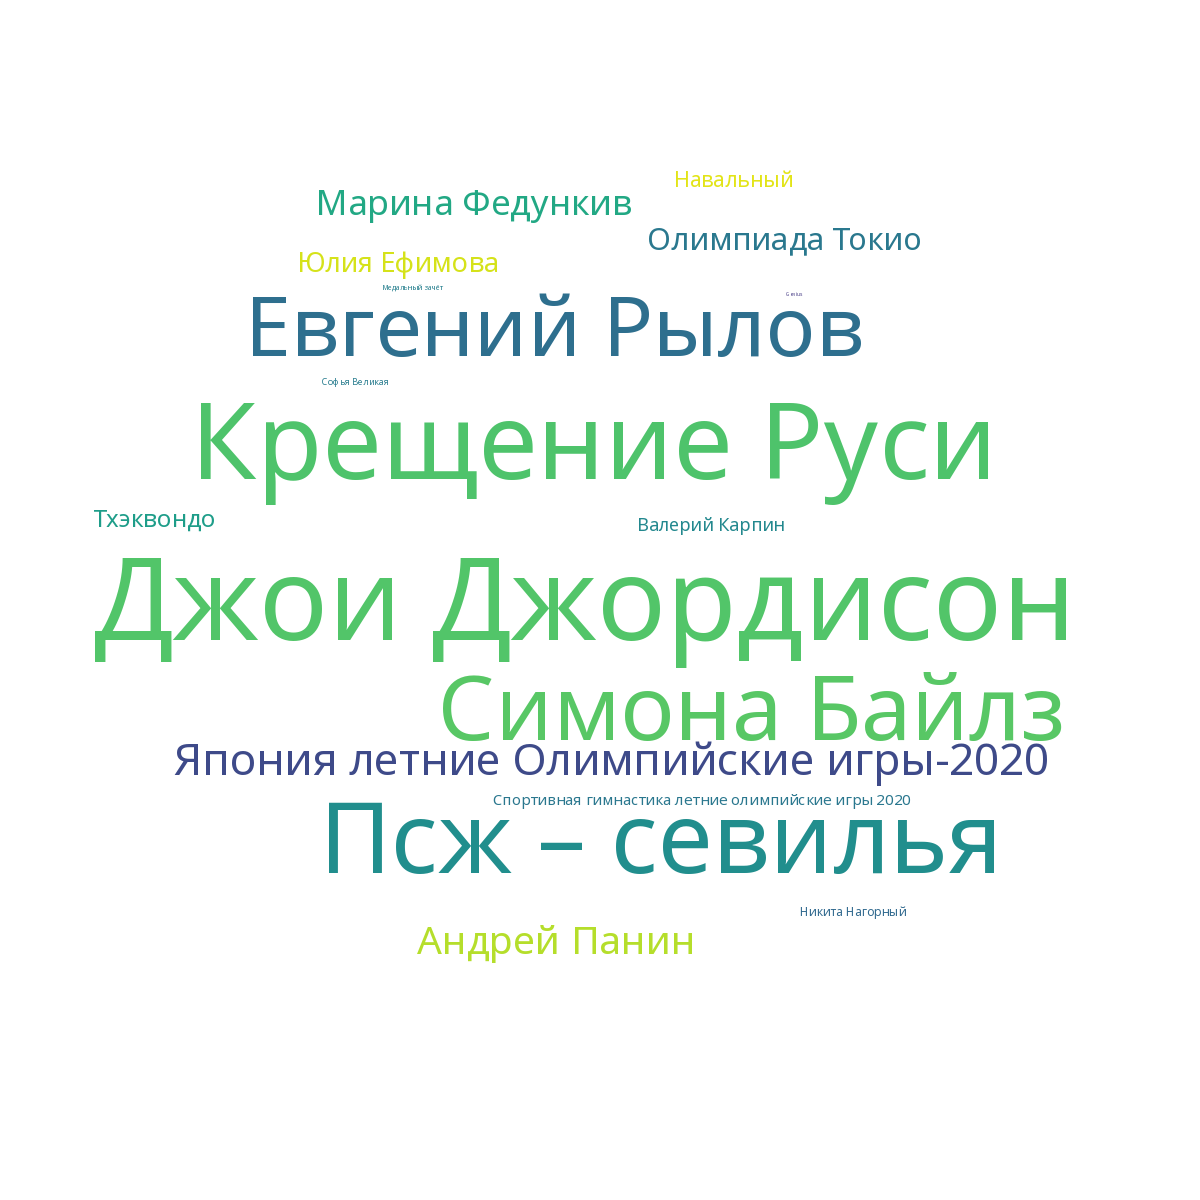 Навальный
Марина Федункив
Олимпиада Токио
Юлия Ефимова
Медальный зачёт
Genius
Евгений Рылов
Софья Великая
Крещение Руси
Тхэквондо
Валерий Карпин
Джои Джордисон
Симона Байлз
Япония летние Олимпийские игры-2020
Спортивная гимнастика летние олимпийские игры 2020
Псж – севилья
Никита Нагорный
Андрей Панин